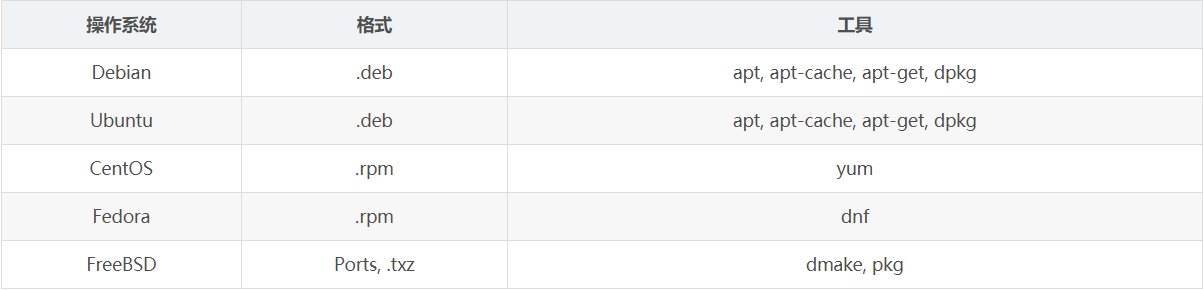 操作系统 格式 工具
Debian .deb apt, apt-cache, apt-get, dpkg
Ubuntu .deb apt, apt-cache, apt-get, dpkg
CentOS .rpm yum
Fedora .rpm dnf
FreeBSD Ports, .txz dmake, pkg